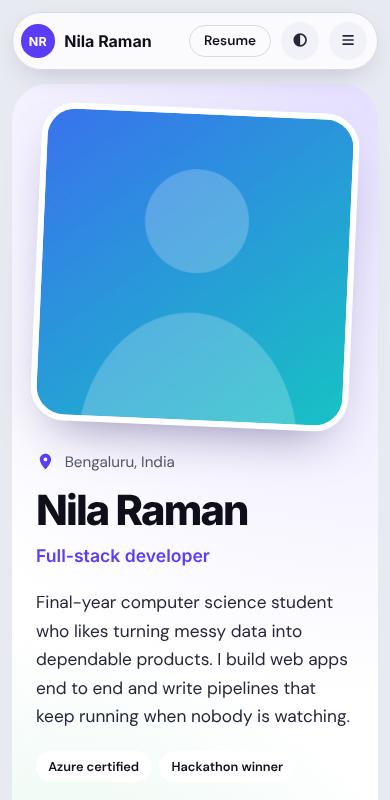 NR Nila Raman Resume
Bengaluru, India
Nila Raman
Full-stack developer
Final-year computer science student
who likes turning messy data into
dependable products. I build web apps
end to end and write pipelines that
keep running when nobody is watching.
Azure certified Hackathon winner